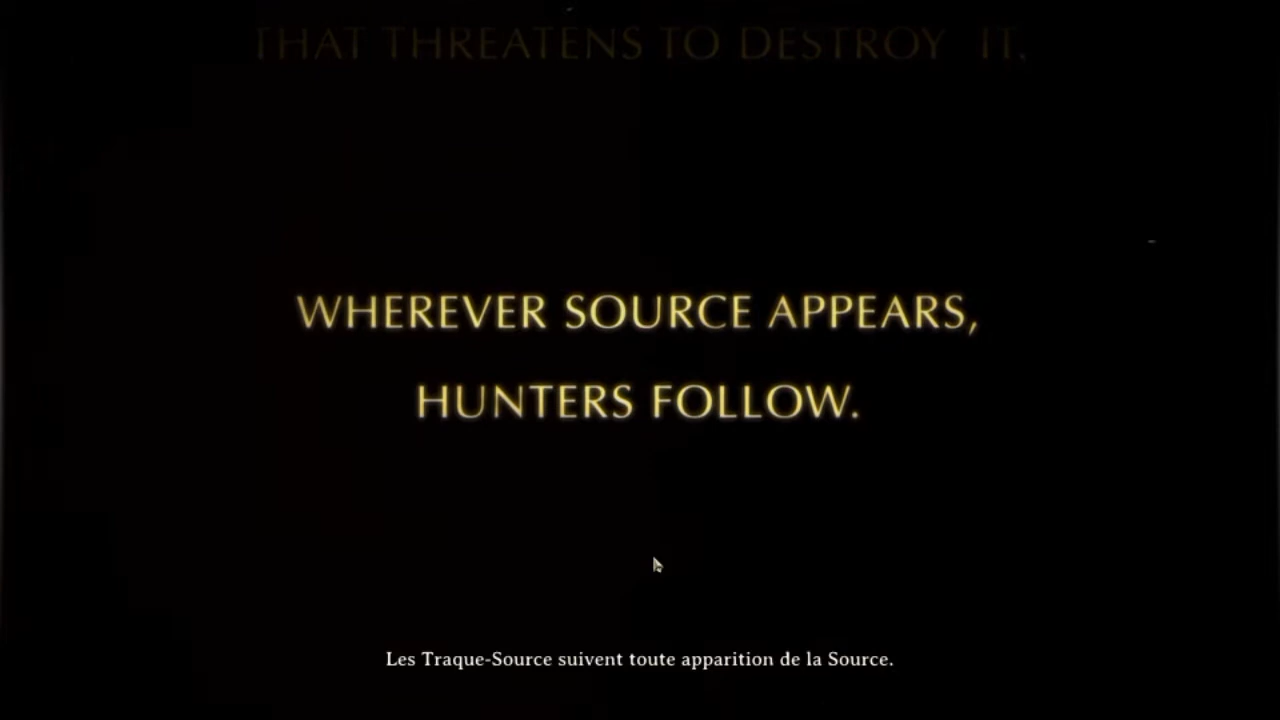 THAT THREATENS TO DESTROY IT.
WHEREVER SOURCE APPEARS,
HUNTERS FOLLOW.
Les Traque-Source suivent toute apparition de la Source.